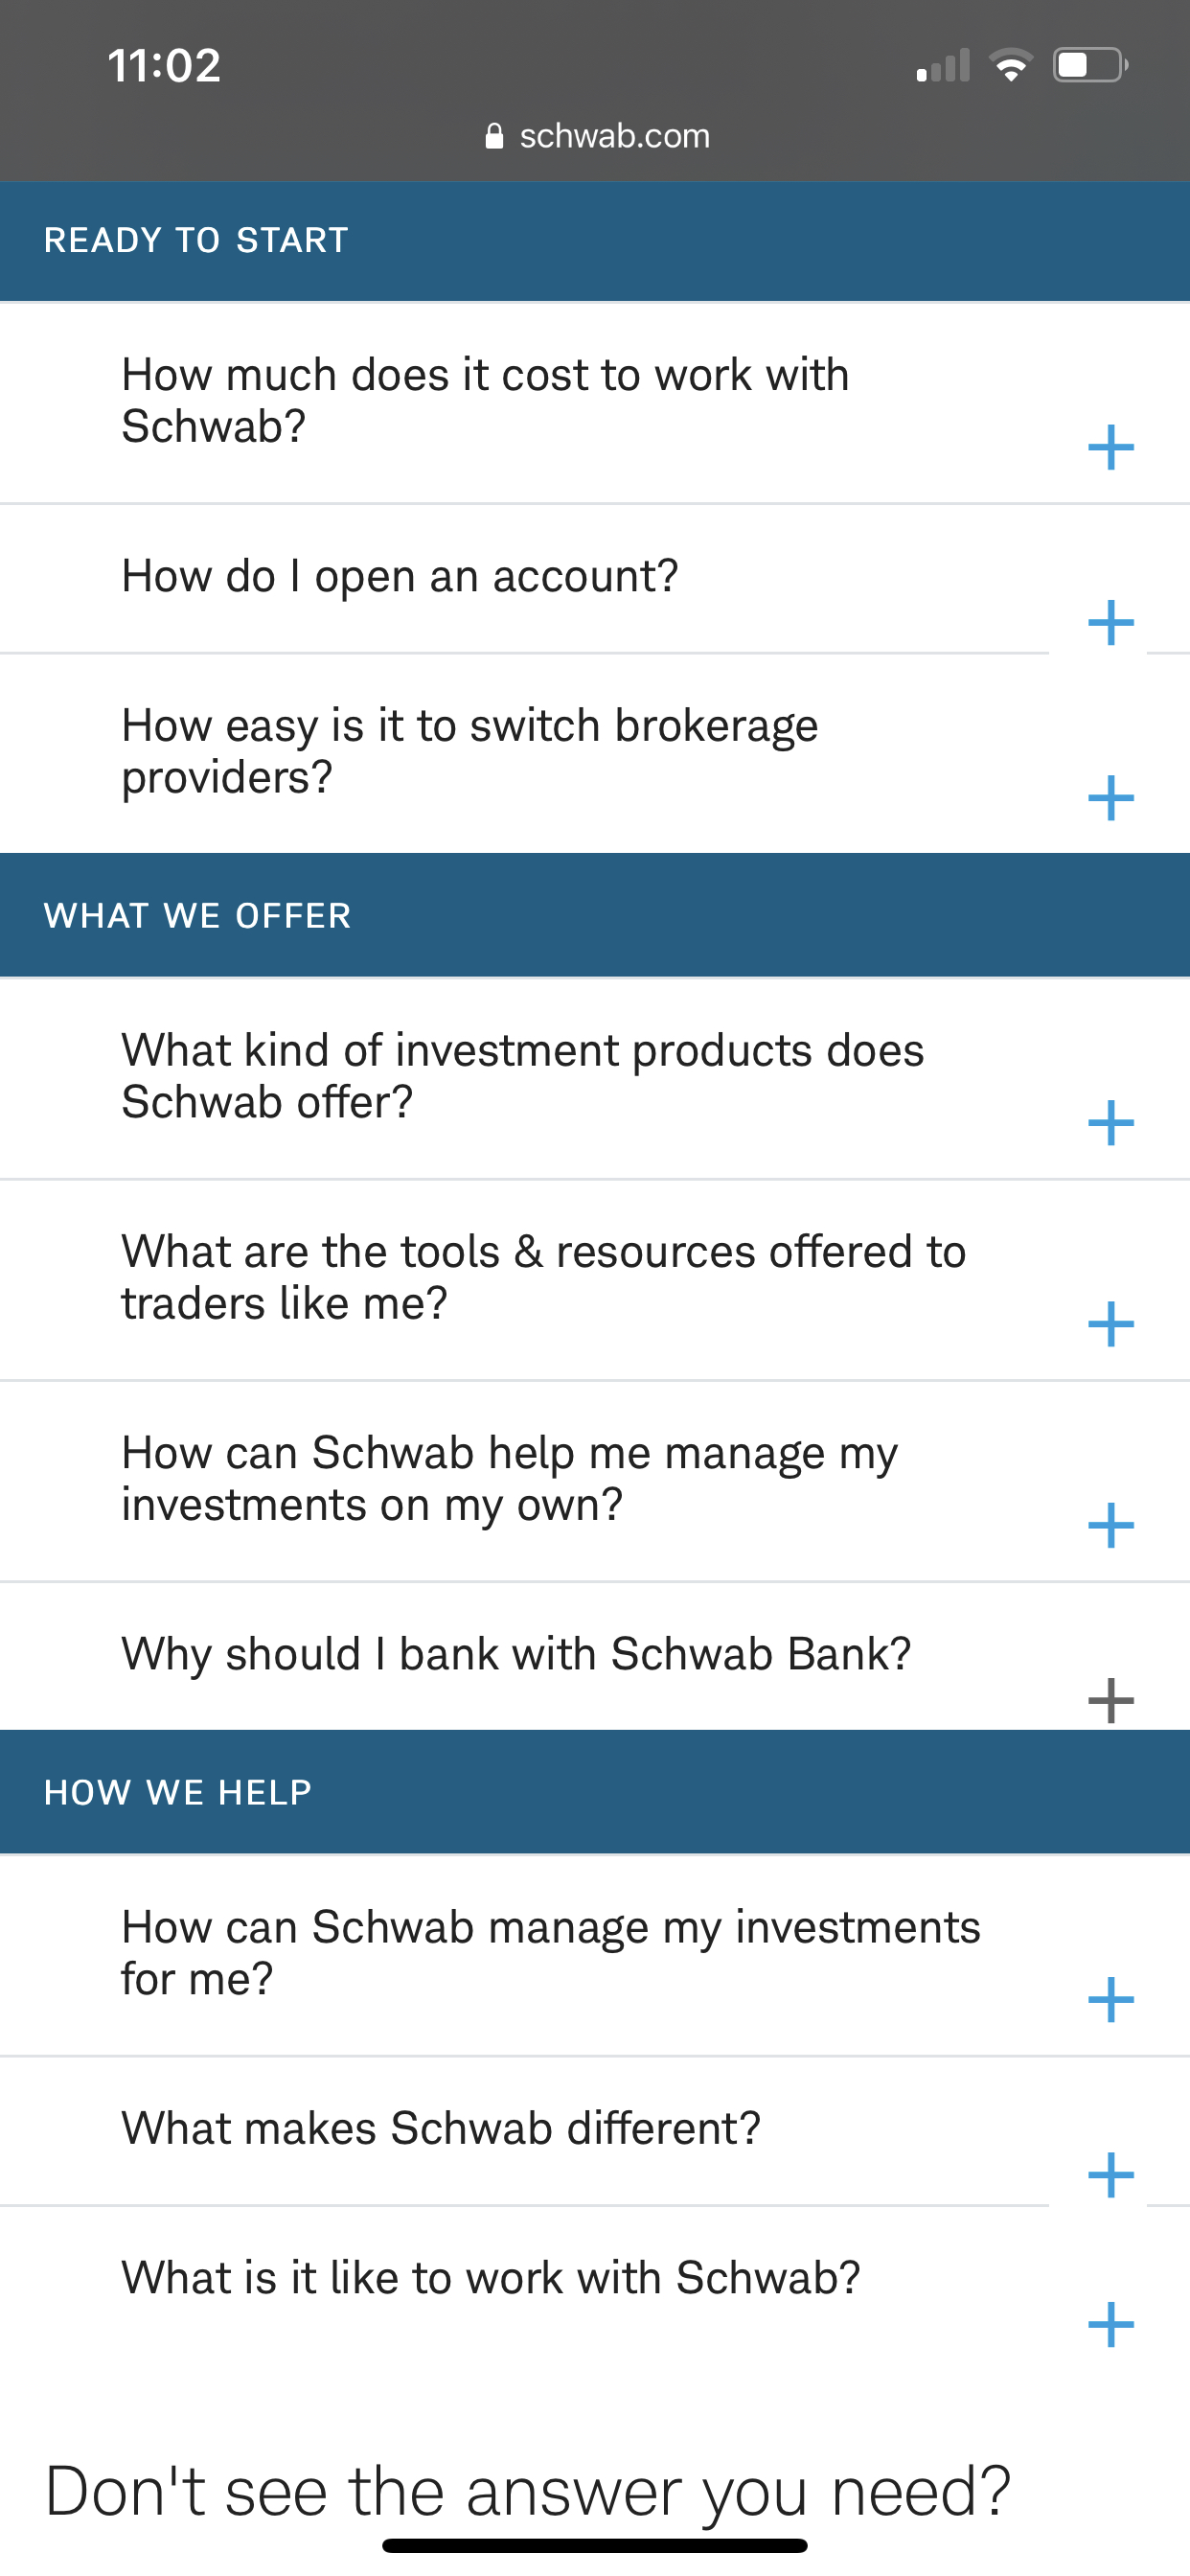 11:02
schwab.com
READY TO START
How much does it cost to work with
Schwab?
How do I open an account?
How easy is it to switch brokerage
providers?
WHAT WE OFFER
What kind of investment products does
Schwab offer?
What are the tools & resources offered to
traders like me?
How can Schwab help me manage my
investments on my own?
Why should I bank with Schwab Bank?
HOW WE HELP
How can Schwab manage my investments
for me?
What makes Schwab different?
What is it like to work with Schwab?
Don't see the answer you need?